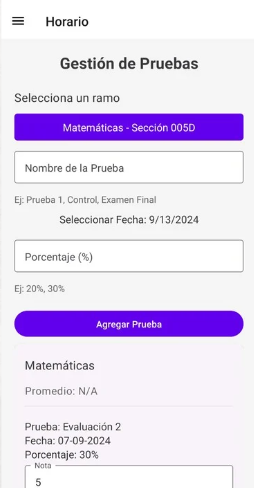 Horario
Gestión de Pruebas
Selecciona un ramo
Matemáticas - Sección 005D
Nombre de la Prueba
Ej: Prueba 1, Control, Examen Final
Seleccionar Fecha: 9/13/2024
Porcentaje (%)
Ej: 20%, 30%
Agregar Prueba
Matemáticas
Promedio: N/A
Prueba: Evaluación 2
Fecha: 07-09-2024
Porcentaje: 30%
Nota
5